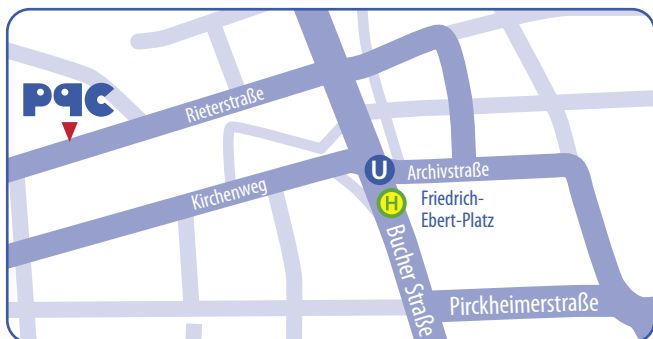 pqc
Rieterstraße
Kirchenweg
U
Archivstraße
H
Friedrich-
Ebert-Platz
Bucher Straße
Pirckheimerstraße